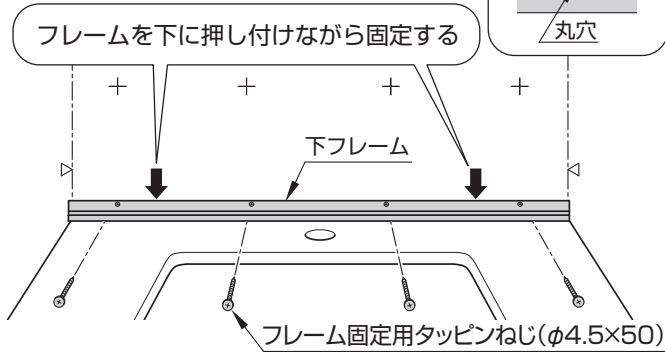 フレームを下に押し付けながら固定する
丸穴
下フレーム
フレーム固定用タッピンねじ(φ4.5×50)